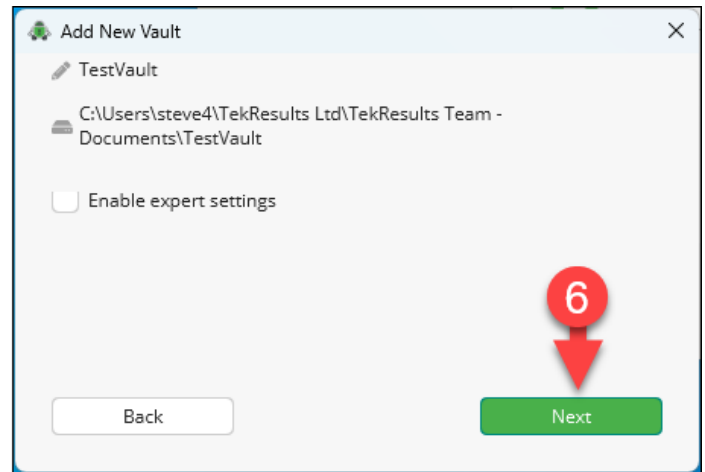 Add New Vault
TestVault
C:\Users\steve4\TekResults Ltd\TekResults Team -
Documents\TestVault
Enable expert settings
6
Back
Next